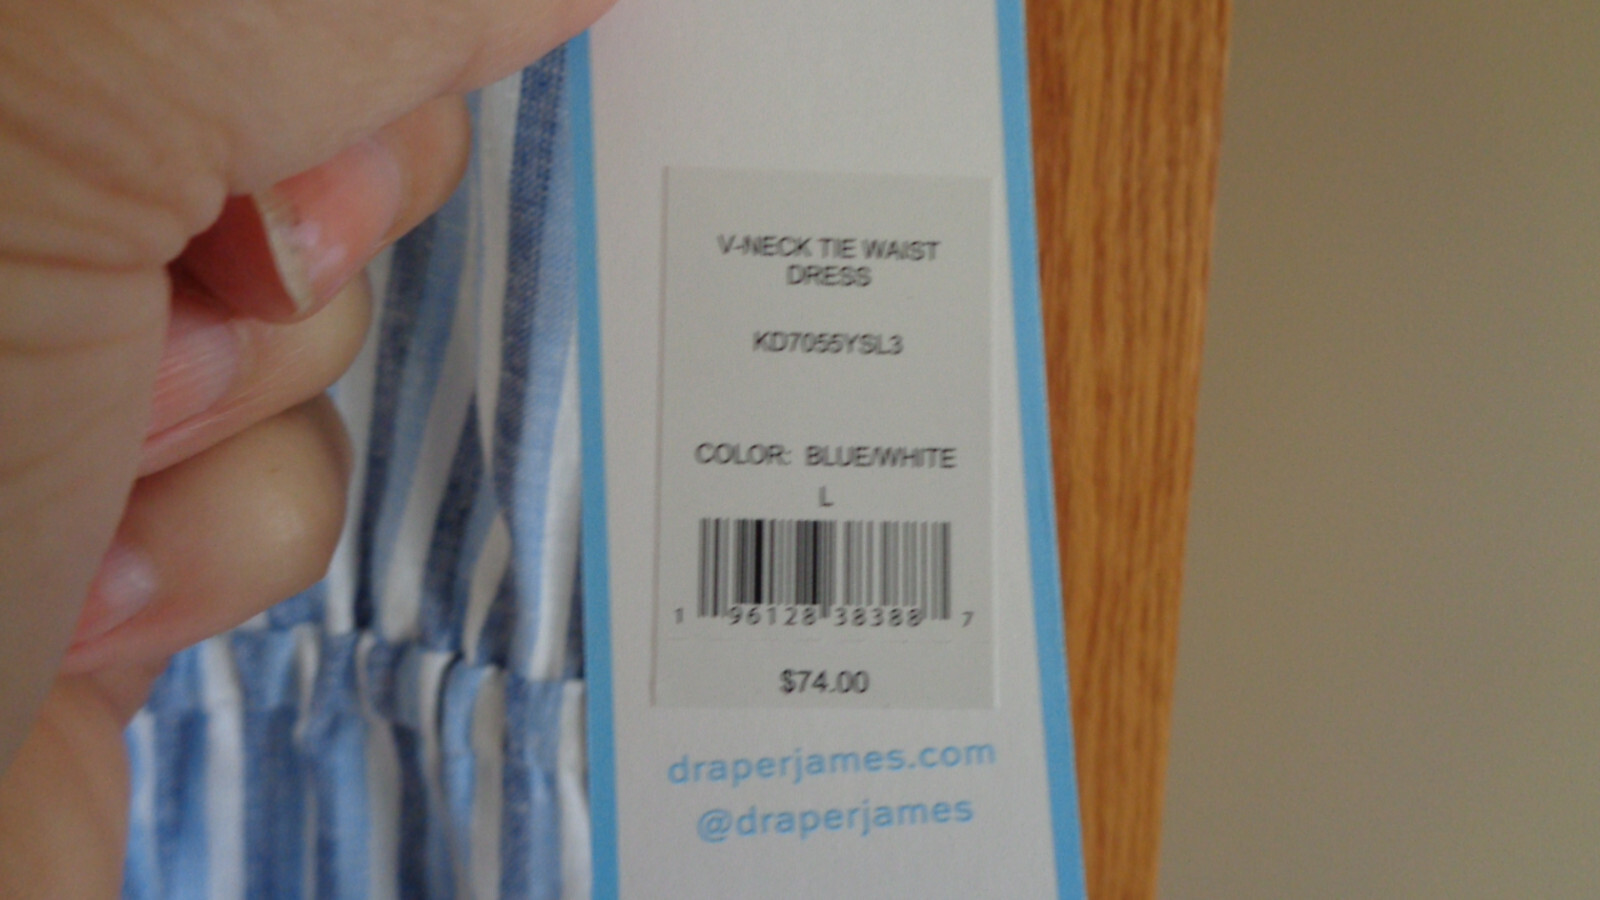 V-NECK TIE WAIST
DRESS
KD7055YSL3
COLOR: BLUE/WHITE
L
1 96128 38388 7
$74.00
draperjames.com
@draperjames